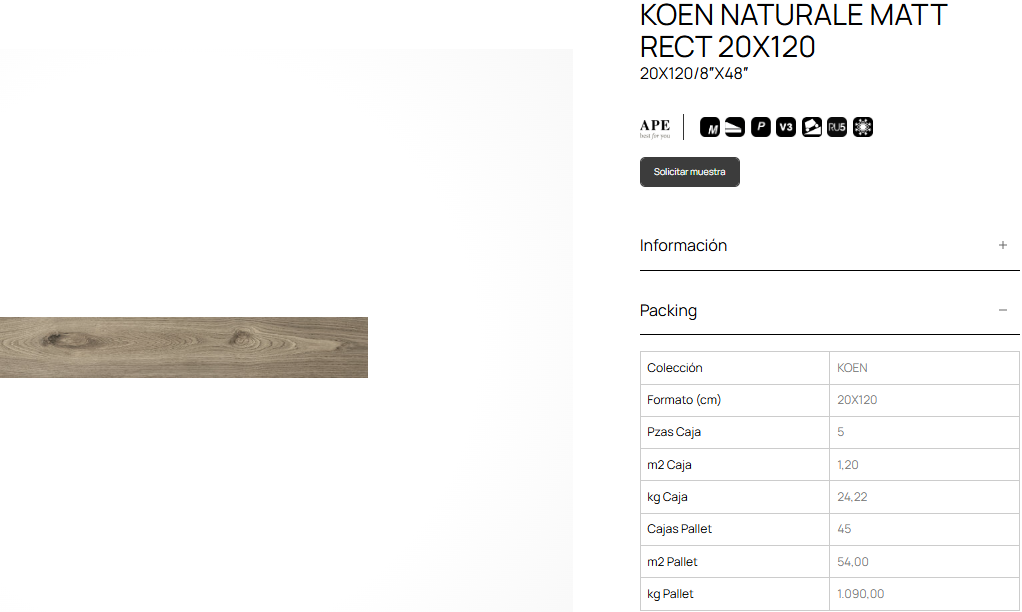 KOEN NATURALE MATT
RECT 20X120
20X120/8″X48″
APE
best for you
M
P
V3
RU5
Solicitar muestra
Información +
Packing −
Colección KOEN
Formato (cm) 20X120
Pzas Caja 5
m2 Caja 1,20
kg Caja 24,22
Cajas Pallet 45
m2 Pallet 54,00
kg Pallet 1.090,00